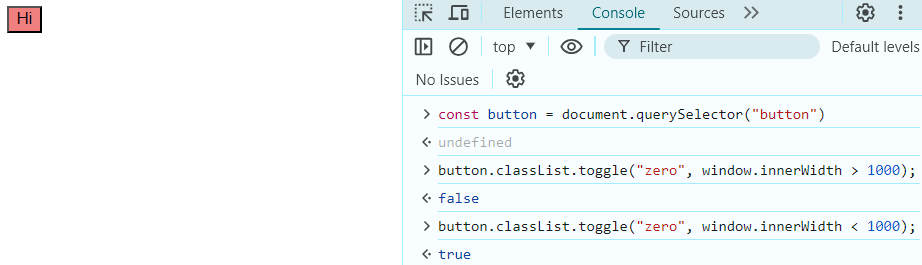 Hi
Elements Console Sources
top Filter Default levels
No Issues
const button = document.querySelector("button")
undefined
button.classList.toggle("zero", window.innerWidth > 1000);
false
button.classList.toggle("zero", window.innerWidth < 1000);
true